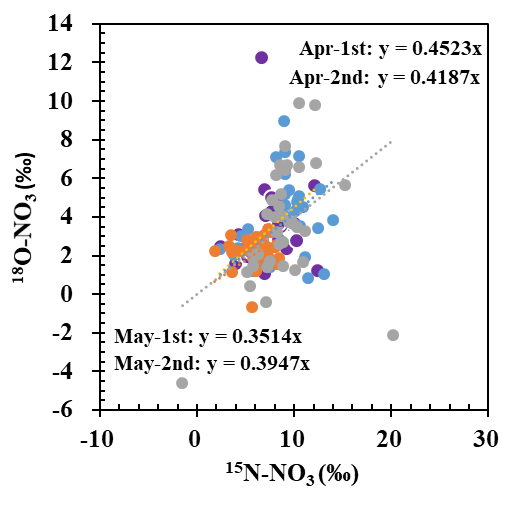 14
12
10
8
6
4
2
0
-2
-4
-6
-10
0
10
20
30
¹⁸O-NO₃ (‰)
¹⁵N-NO₃ (‰)
Apr-1st: y = 0.4523x
Apr-2nd: y = 0.4187x
May-1st: y = 0.3514x
May-2nd: y = 0.3947x